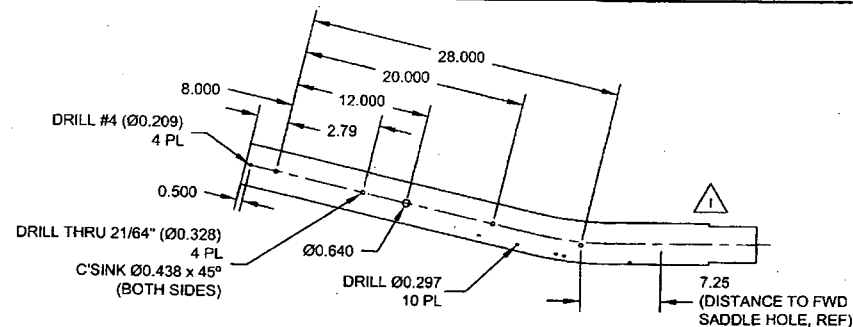 28.000
20.000
8.000
12.000
DRILL #4 (Ø0.209)
4 PL
2.79
0.500
1
DRILL THRU 21/64" (Ø0.328)
4 PL
C'SINK Ø0.438 x 45º
(BOTH SIDES)
Ø0.640
DRILL Ø0.297
10 PL
7.25
(DISTANCE TO FWD
SADDLE HOLE, REF)